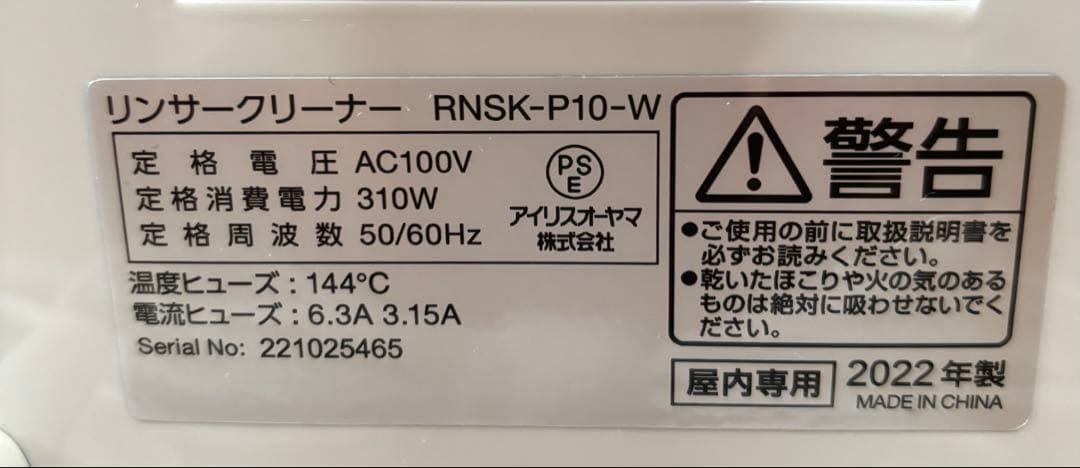 リンサークリーナー RNSK-P10-W
定格電圧 AC100V
定格消費電力 310W
定格周波数 50/60Hz
PS
E
アイリスオーヤマ
株式会社
温度ヒューズ：144℃
電流ヒューズ：6.3A 3.15A
Serial No: 221025465
警告
●ご使用の前に取扱説明書を
必ずお読みください。
●乾いたほこりや火の気のある
ものは絶対に吸わせないでく
ださい。
屋内専用
2022年製
MADE IN CHINA